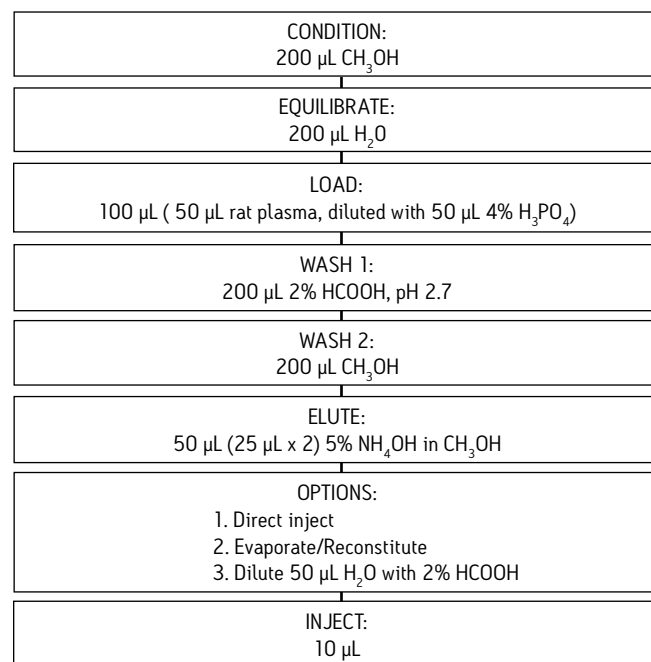 CONDITION:
200 µL CH₃OH
EQUILIBRATE:
200 µL H₂O
LOAD:
100 µL ( 50 µL rat plasma, diluted with 50 µL 4% H₃PO₄)
WASH 1:
200 µL 2% HCOOH, pH 2.7
WASH 2:
200 µL CH₃OH
ELUTE:
50 µL (25 µL x 2) 5% NH₄OH in CH₃OH
OPTIONS:
1. Direct inject
2. Evaporate/Reconstitute
3. Dilute 50 µL H₂O with 2% HCOOH
INJECT:
10 µL